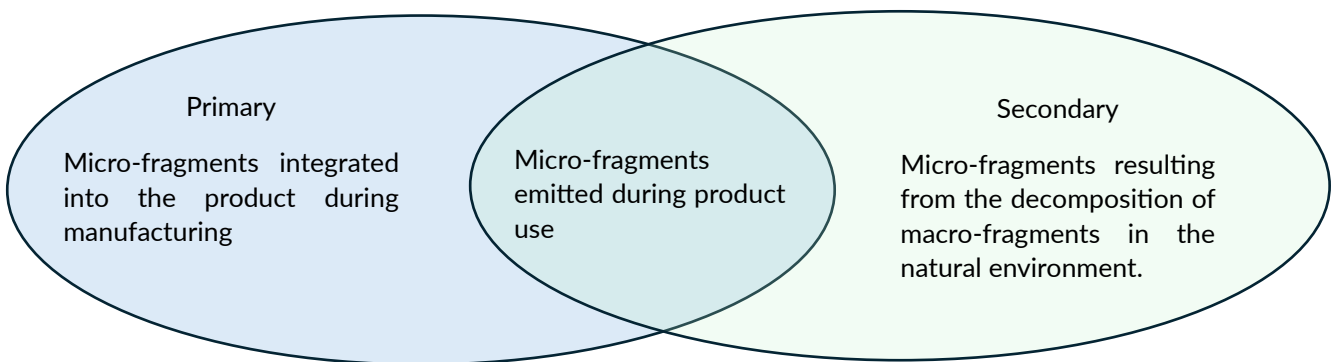 Primary
Micro-fragments integrated
into the product during
manufacturing
Micro-fragments
emitted during product
use
Secondary
Micro-fragments resulting
from the decomposition of
macro-fragments in the
natural environment.